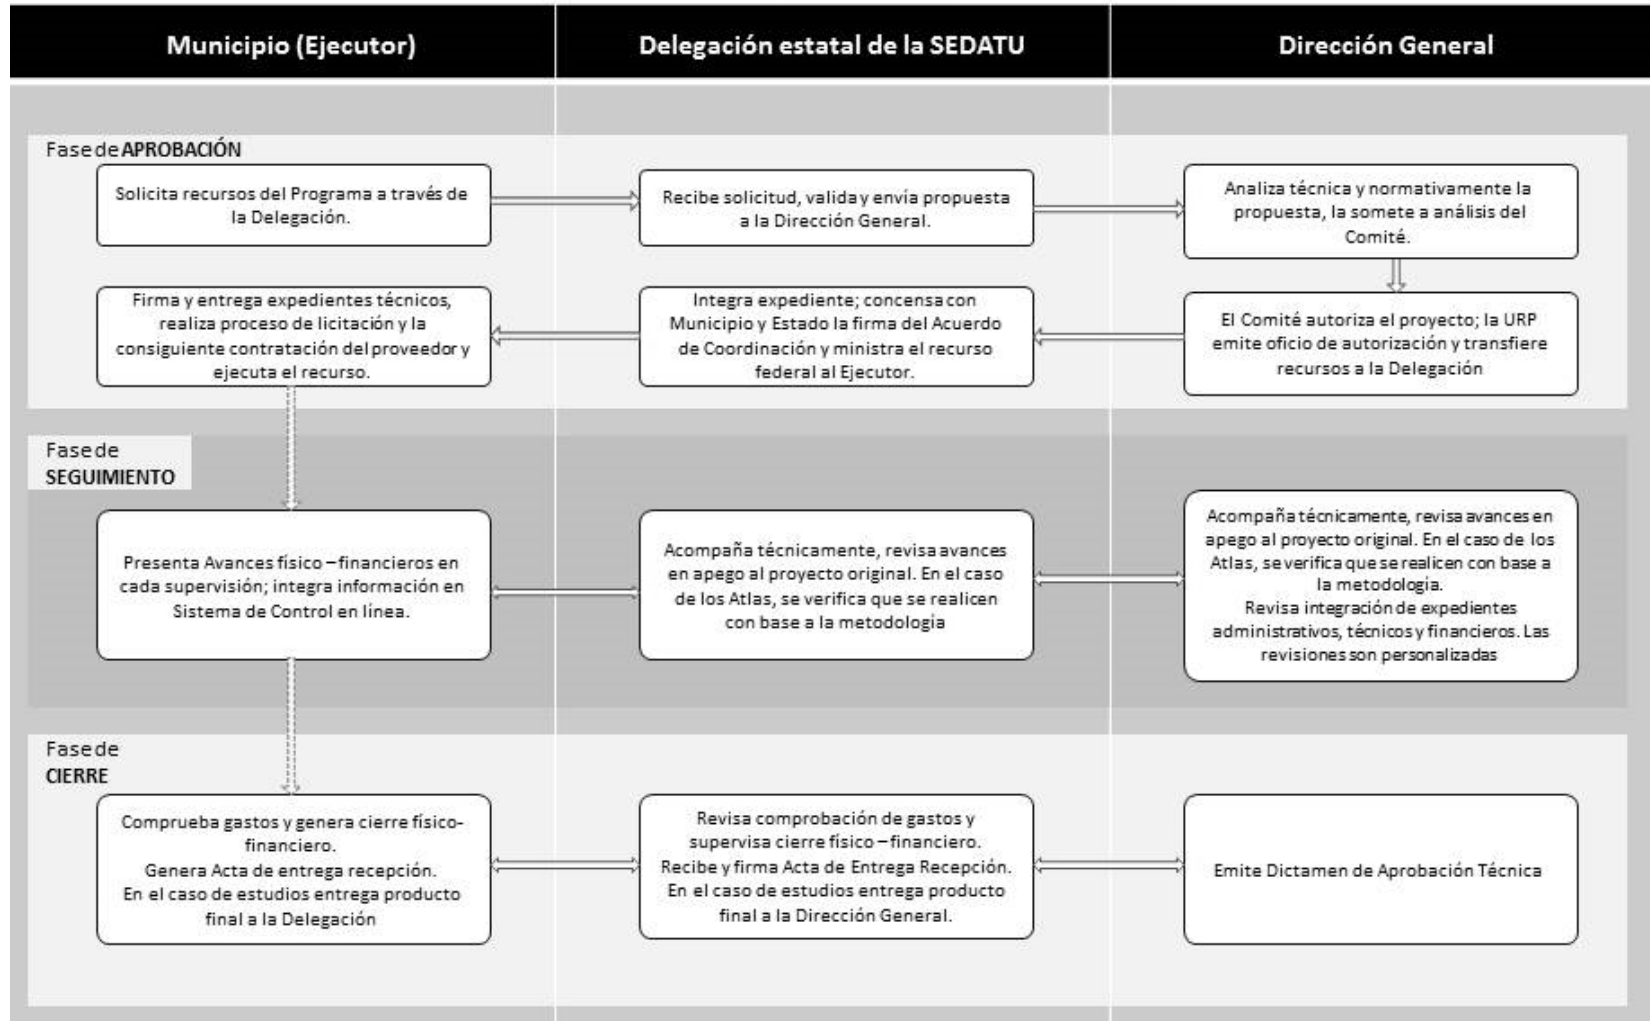 Municipio (Ejecutor)
Delegación estatal de la SEDATU
Dirección General
Fase de APROBACIÓN
Solicita recursos del Programa a través de
la Delegación.
Recibe solicitud, valida y envía propuesta
a la Dirección General.
Analiza técnica y normativamente la
propuesta, la somete a análisis del
Comité.
Firma y entrega expedientes técnicos,
realiza proceso de licitación y la
consiguiente contratación del proveedor y
ejecuta el recurso.
Integra expediente; concensa con
Municipio y Estado la firma del Acuerdo
de Coordinación y ministra el recurso
federal al Ejecutor.
El Comité autoriza el proyecto; la URP
emite oficio de autorización y transfiere
recursos a la Delegación
Fase de
SEGUIMIENTO
Presenta Avances físico – financieros en
cada supervisión; integra información en
Sistema de Control en línea.
Acompaña técnicamente, revisa avances
en apego al proyecto original. En el caso
de los Atlas, se verifica que se realicen
con base a la metodología
Acompaña técnicamente, revisa avances en
apego al proyecto original. En el caso de los
Atlas, se verifica que se realicen con base a
la metodología.
Revisa integración de expedientes
administrativos, técnicos y financieros. Las
revisiones son personalizadas
Fase de
CIERRE
Comprueba gastos y genera cierre físico-
financiero.
Genera Acta de entrega recepción.
En el caso de estudios entrega producto
final a la Delegación
Revisa comprobación de gastos y
supervisa cierre físico – financiero.
Recibe y firma Acta de Entrega Recepción.
En el caso de estudios entrega producto
final a la Dirección General.
Emite Dictamen de Aprobación Técnica